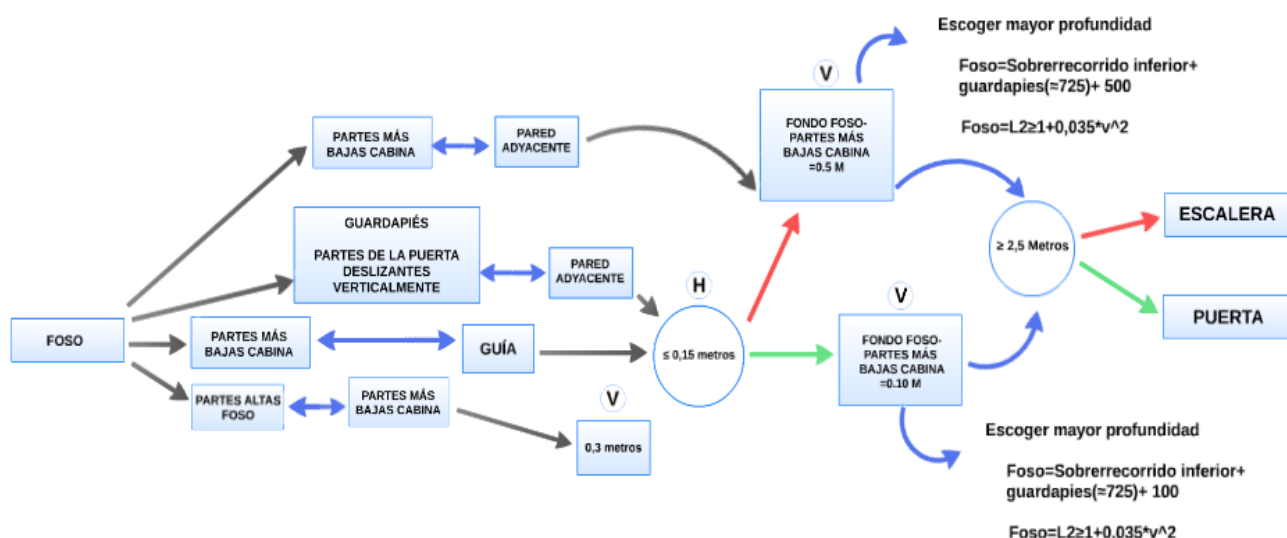 Escoger mayor profundidad
Foso=Sobrerrecorrido inferior+
guardapies(≈725)+ 500
Foso=L2≥1+0,035*v^2
V
FONDO FOSO-
PARTES MÁS
BAJAS CABINA
=0.5 M
PARTES MÁS
BAJAS CABINA
PARED
ADYACENTE
GUARDAPIÉS
PARTES DE LA PUERTA
DESLIZANTES
VERTICALMENTE
PARED
ADYACENTE
H
≥ 2,5 Metros
ESCALERA
PUERTA
FOSO
PARTES MÁS
BAJAS CABINA
GUÍA
≤ 0,15 metros
V
FONDO FOSO-
PARTES MÁS
BAJAS CABINA
=0.10 M
PARTES ALTAS
FOSO
PARTES MÁS
BAJAS CABINA
V
0,3 metros
Escoger mayor profundidad
Foso=Sobrerrecorrido inferior+
guardapies(≈725)+ 100
Foso=L2≥1+0,035*v^2